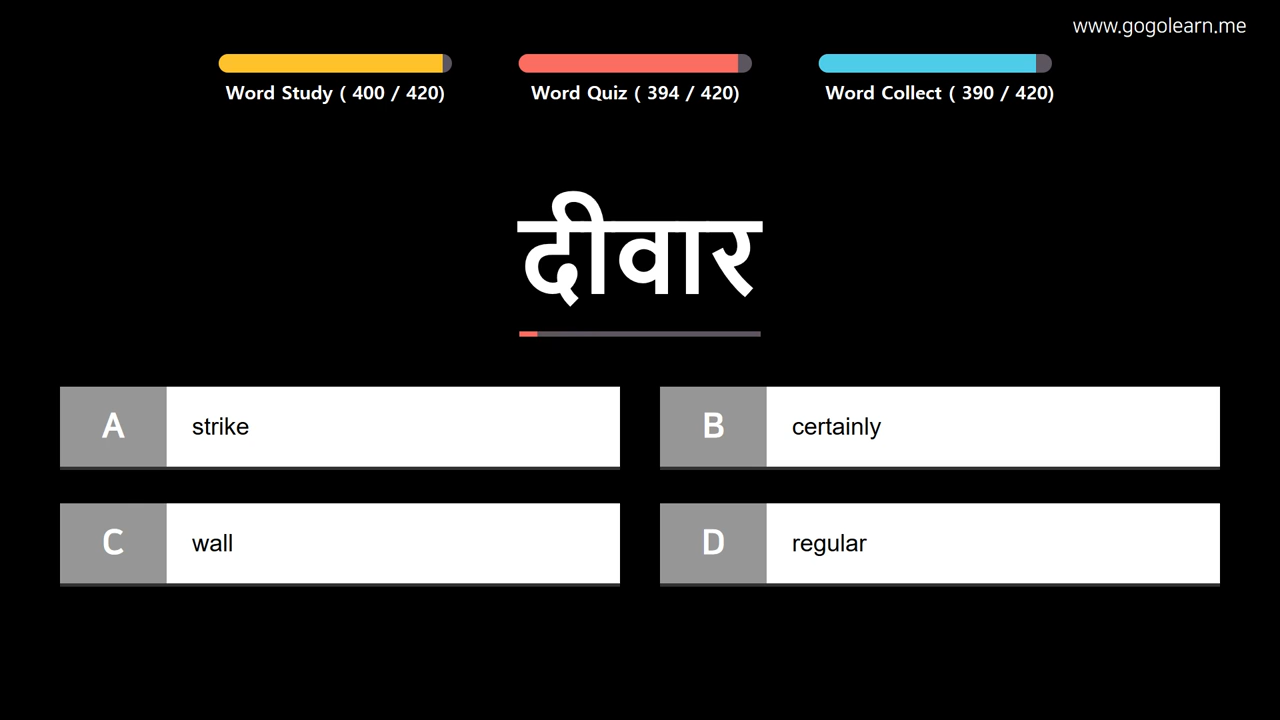 www.gogolearn.me
Word Study ( 400 / 420)
Word Quiz ( 394 / 420)
Word Collect ( 390 / 420)
दीवार
A strike
B certainly
C wall
D regular